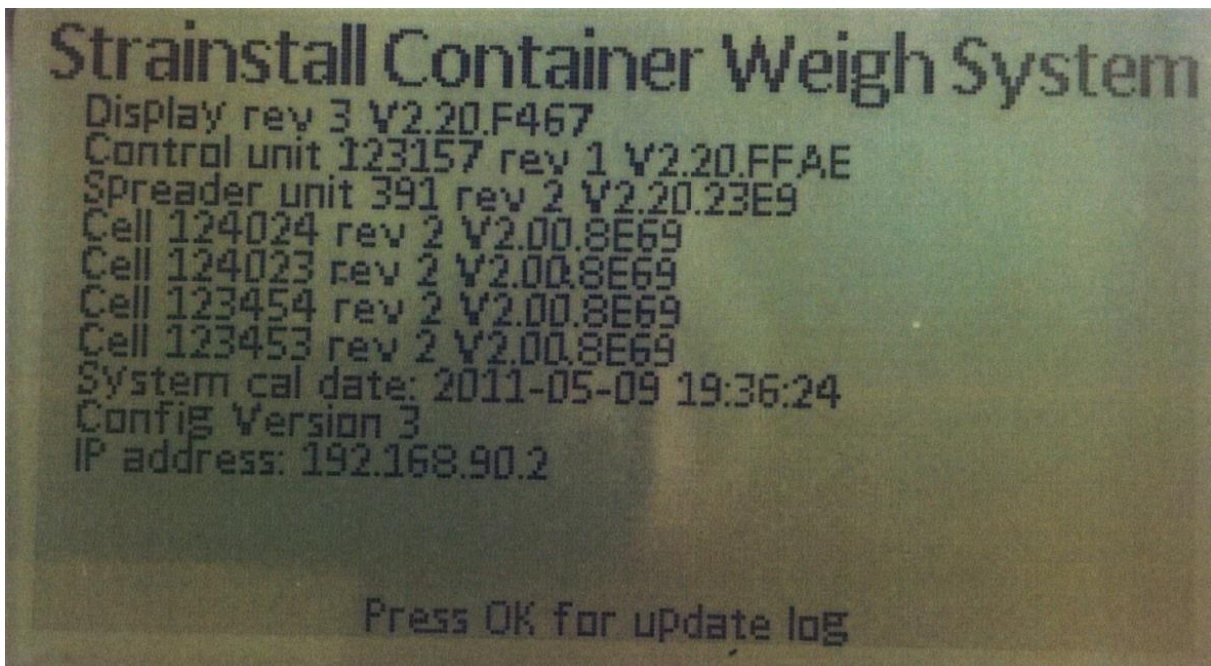 Strainstall Container Weigh System
Display rev 3 V2.20.F467
Control unit 123157 rev 1 V2.20.FFAE
Spreader unit 391 rev 2 V2.20.23E9
Cell 124024 rev 2 V2.00.8E69
Cell 124023 rev 2 V2.00.8E69
Cell 123454 rev 2 V2.00.8E69
Cell 123453 rev 2 V2.00.8E69
System cal date: 2011-05-09 19:36:24
Config Version 3
IP address: 192.168.90.2
Press OK for update log